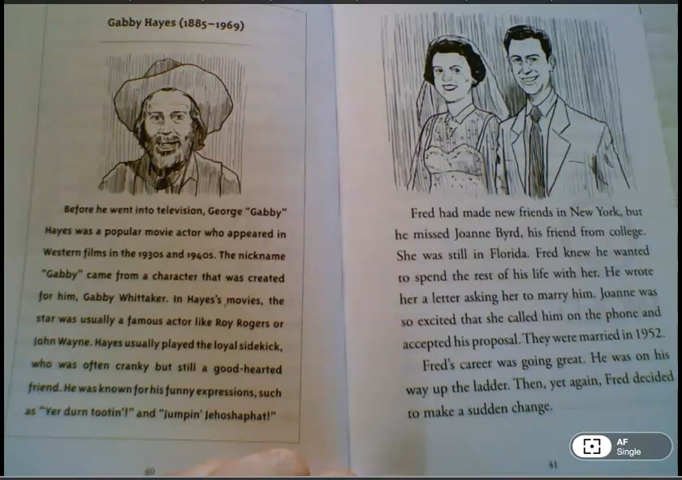 Gabby Hayes (1885–1969)
Before he went into television, George "Gabby"
Hayes was a popular movie actor who appeared in
Western films in the 1930s and 1940s. The nickname
"Gabby" came from a character that was created
for him, Gabby Whittaker. In Hayes's movies, the
star was usually a famous actor like Roy Rogers or
John Wayne. Hayes usually played the loyal sidekick,
who was often cranky but still a good-hearted
friend. He was known for his funny expressions, such
as "Yer durn tootin'!" and "Jumpin' Jehoshaphat!"
40
Fred had made new friends in New York, but
he missed Joanne Byrd, his friend from college.
She was still in Florida. Fred knew he wanted
to spend the rest of his life with her. He wrote
her a letter asking her to marry him. Joanne was
so excited that she called him on the phone and
accepted his proposal. They were married in 1952.
Fred's career was going great. He was on his
way up the ladder. Then, yet again, Fred decided
to make a sudden change.
41
AF
Single